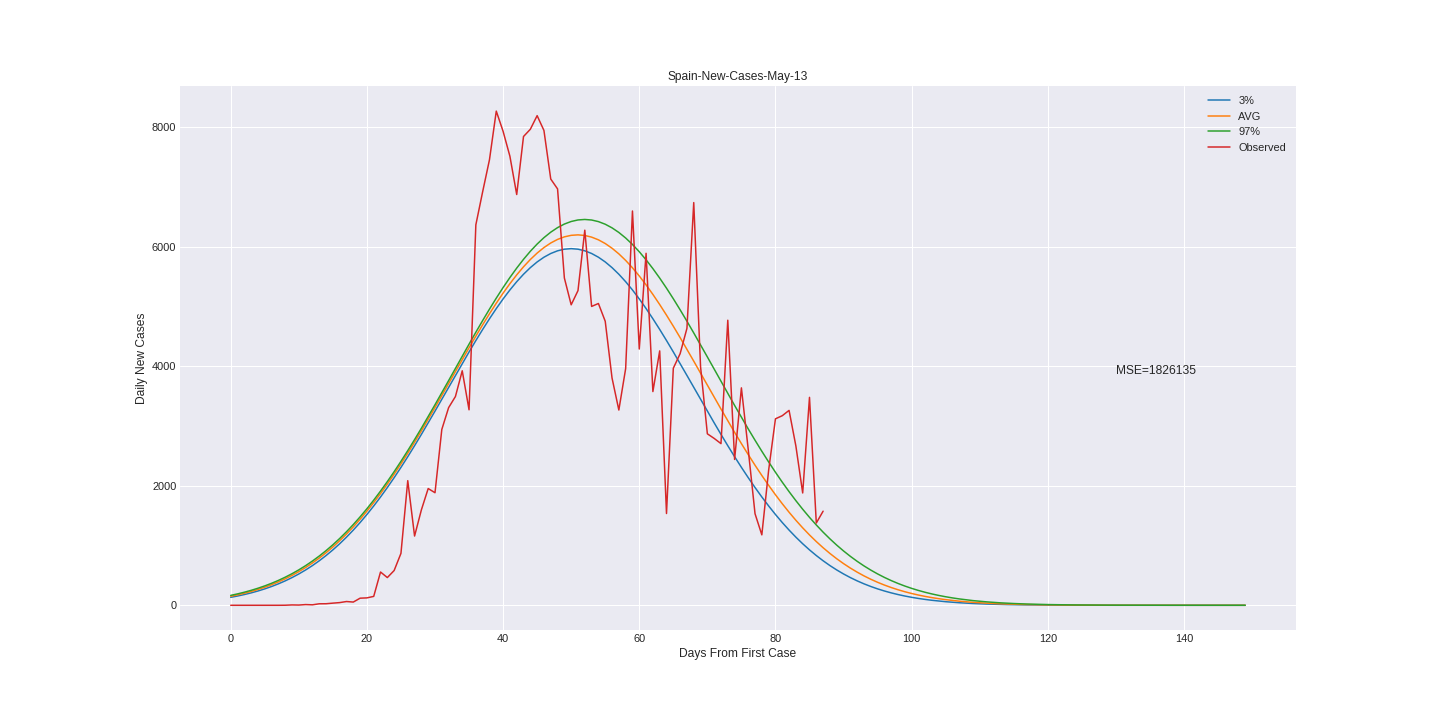 Spain-New-Cases-May-13
3%
AVG
97%
Observed
8000
6000
4000
2000
0
Daily New Cases
MSE=1826135
0 20 40 60 80 100 120 140
Days From First Case